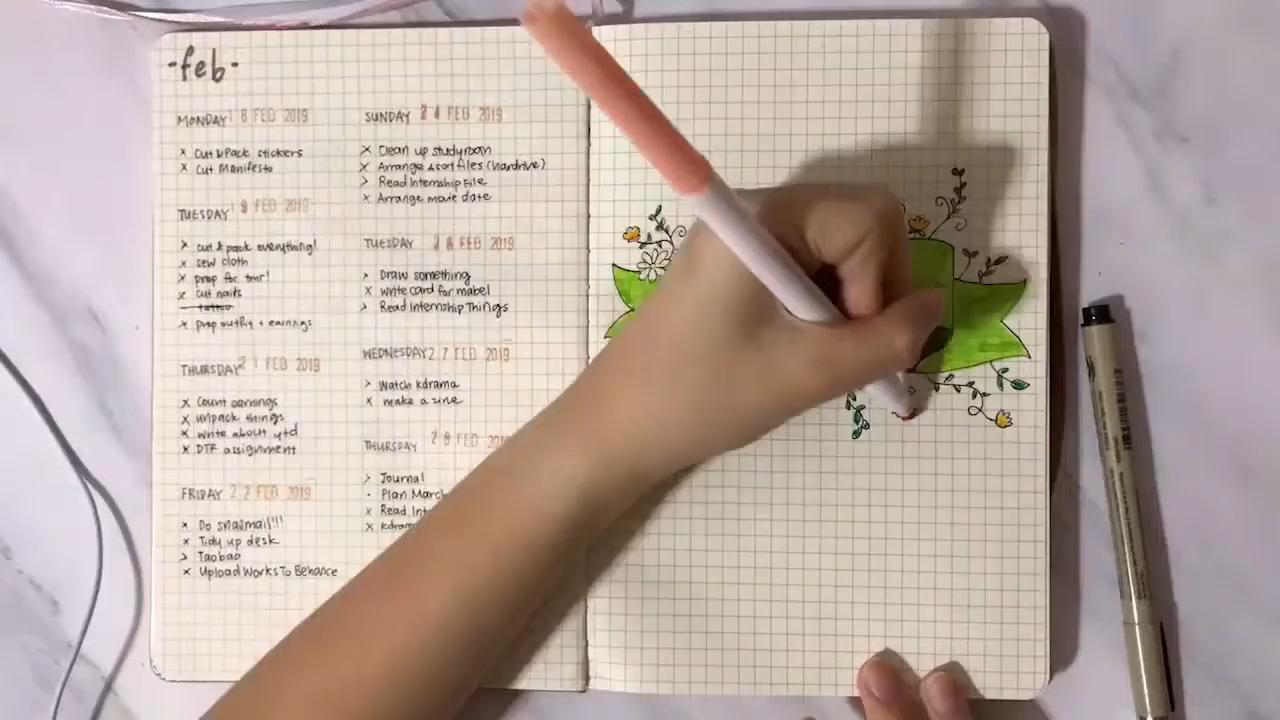 -feb-
MONDAY 18 FEB 2019
x Cut & Pack stickers
x Cut Manifesto
TUESDAY 19 FEB 2019
x cut & pack everything!
x sew cloth
x prep for tmr!
x cut nails
tattoo
x prep outfit + earnings
THURSDAY 21 FEB 2019
x Count earnings
x unpack things
x write about ytd
x DTF assignment
FRIDAY 22 FEB 2019
x Do snailmail!!!
x Tidy up desk
> Taobao
x Upload Works To Behance
SUNDAY 24 FEB 2019
x Clean up studyroom
x Arrange & sort files (hardrive)
> Read Internship File
x Arrange movie date
TUESDAY 26 FEB 2019
> Draw something
x write card for mabel
> Read Internship Things
WEDNESDAY 27 FEB 2019
> Watch kdrama
x make a zine
THURSDAY 28 FEB 201
> Journal
• Plan March
x Read Int
x kdram